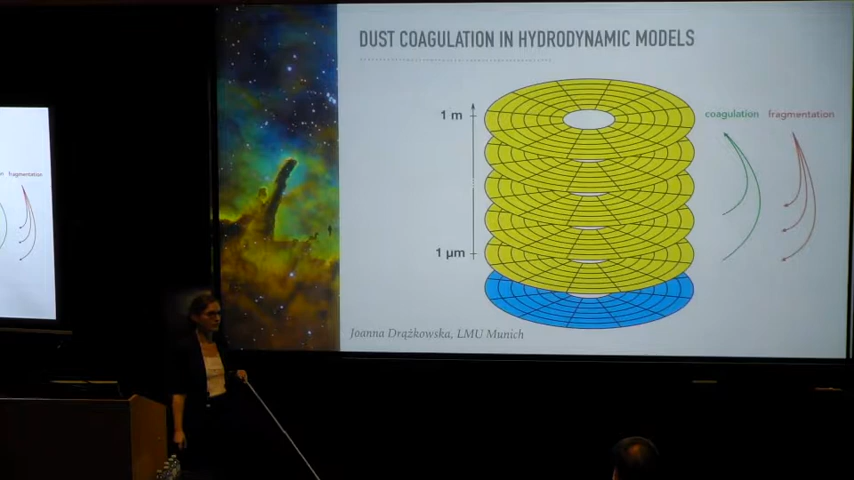 DUST COAGULATION IN HYDRODYNAMIC MODELS
1 m
coagulation fragmentation
1 µm
Joanna Drążkowska, LMU Munich
fragmentation